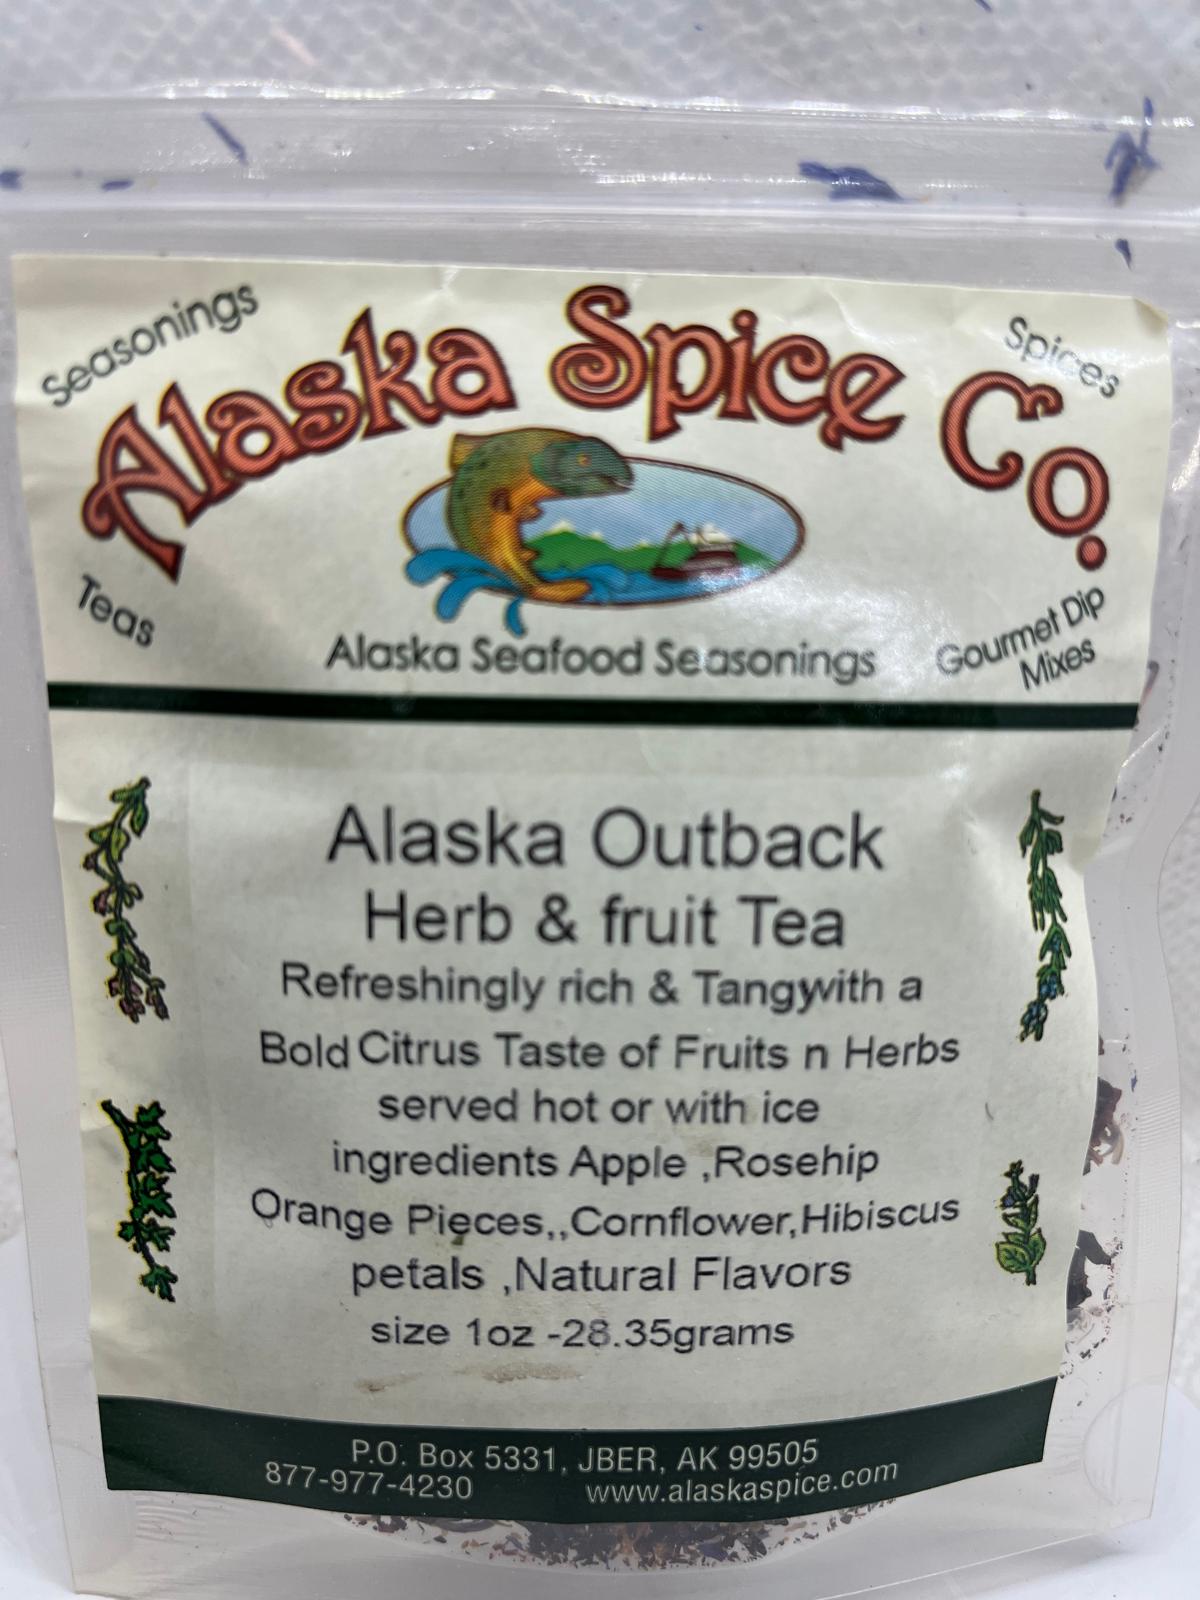 Seasonings
Spices
Alaska Spice Co.
Teas
Alaska Seafood Seasonings
Gourmet Dip
Mixes
Alaska Outback
Herb & fruit Tea
Refreshingly rich & Tangywith a
Bold Citrus Taste of Fruits n Herbs
served hot or with ice
ingredients Apple ,Rosehip
Orange Pieces,,Cornflower,Hibiscus
petals ,Natural Flavors
size 1oz -28.35grams
P.O. Box 5331, JBER, AK 99505
877-977-4230 www.alaskaspice.com